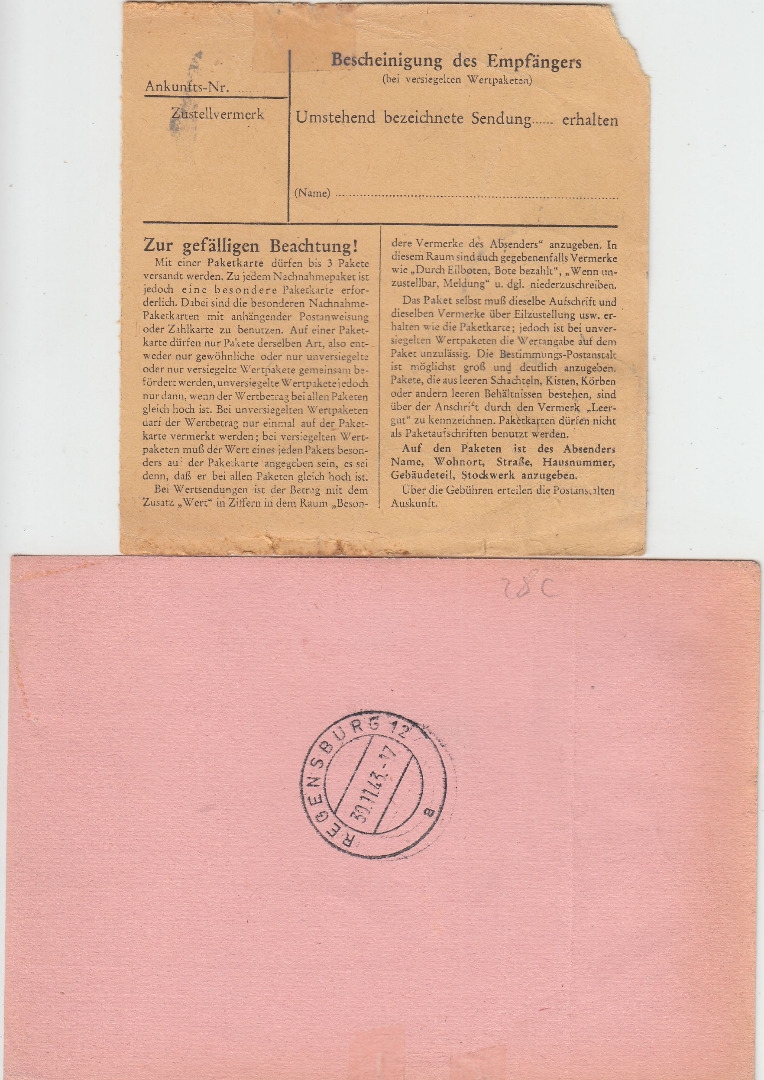 Ankunfts-Nr. ........
Zustellvermerk
Bescheinigung des Empfängers
(bei versiegelten Wertpaketen)
Umstehend bezeichnete Sendung...... erhalten
(Name) ........................................
Zur gefälligen Beachtung!
Mit einer Paketkarte dürfen bis 3 Pakete
versandt werden. Zu jedem Nachnahmepaket ist
jedoch eine besondere Paketkarte erfor-
derlich. Dabei sind die besonderen Nachnahme-
Paketkarten mit anhängender Postanweisung
oder Zahlkarte zu benutzen. Auf einer Paket-
karte dürfen nur Pakete derselben Art, also ent-
weder nur gewöhnliche oder nur unversiegelte
oder nur versiegelte Wertpakete gemeinsam be-
fördert werden, unversiegelte Wertpakete jedoch
nur dann, wenn der Wertbetrag bei allen Paketen
gleich hoch ist. Bei unversiegelten Wertpaketen
darf der Wertbetrag nur einmal auf der Paket-
karte vermerkt werden; bei versiegelten Wert-
paketen muß der Wert eines jeden Pakets beson-
ders auf der Paketkarte angegeben sein, es sei
denn, daß er bei allen Paketen gleich hoch ist.
Bei Wertsendungen ist der Betrag mit dem
Zusatz „Wert“ in Ziffern in dem Raum „Beson-
dere Vermerke des Absenders“ anzugeben. In
diesem Raum sind auch gegebenenfalls Vermerke
wie „Durch Eilboten, Bote bezahlt“, „Wenn un-
zustellbar, Meldung“ u. dgl. niederzuschreiben.
Das Paket selbst muß dieselbe Aufschrift und
dieselben Vermerke über Eilzustellung usw. er-
halten wie die Paketkarte; jedoch ist bei unver-
siegelten Wertpaketen die Wertangabe auf dem
Paket unzulässig. Die Bestimmungs-Postanstalt
ist möglichst groß und deutlich anzugeben.
Pakete, die aus leeren Schachteln, Kisten, Körben
oder andern leeren Behältnissen bestehen, sind
über der Anschrift durch den Vermerk „Leer-
gut“ zu kennzeichnen. Paketkarten dürfen nicht
als Paketaufschriften benutzt werden.
Auf den Paketen ist des Absenders
Name, Wohnort, Straße, Hausnummer,
Gebäudeteil, Stockwerk anzugeben.
Über die Gebühren erteilen die Postanstalten
Auskunft.
28 C
REGENSBURG 12
30.11.43.-17
B